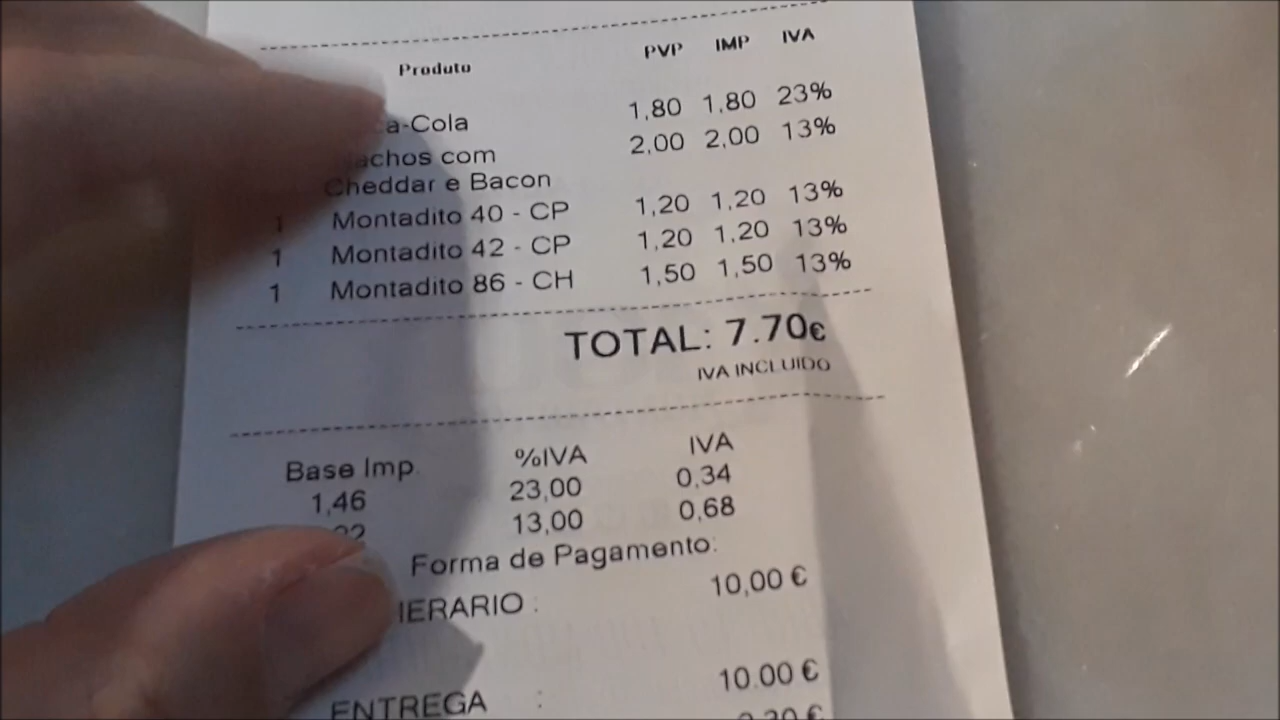 Produto PVP IMP IVA
a-Cola 1,80 1,80 23%
achos com 2,00 2,00 13%
Cheddar e Bacon
1 Montadito 40 - CP 1,20 1,20 13%
1 Montadito 42 - CP 1,20 1,20 13%
1 Montadito 86 - CH 1,50 1,50 13%
TOTAL: 7.70€
IVA INCLUIDO
Base Imp. %IVA IVA
1,46 23,00 0,34
22 13,00 0,68
Forma de Pagamento:
IERARIO : 10,00 €
ENTREGA : 10.00 €